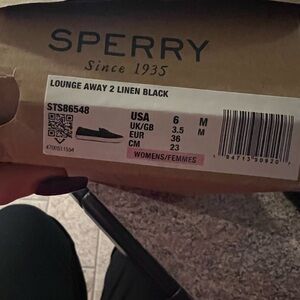 SPERRY
Since 1935
LOUNGE AWAY 2 LINEN BLACK
STS86548
USA 6 M
UK/GB 3.5 M
EUR 36
CM 23
WOMENS/FEMMES